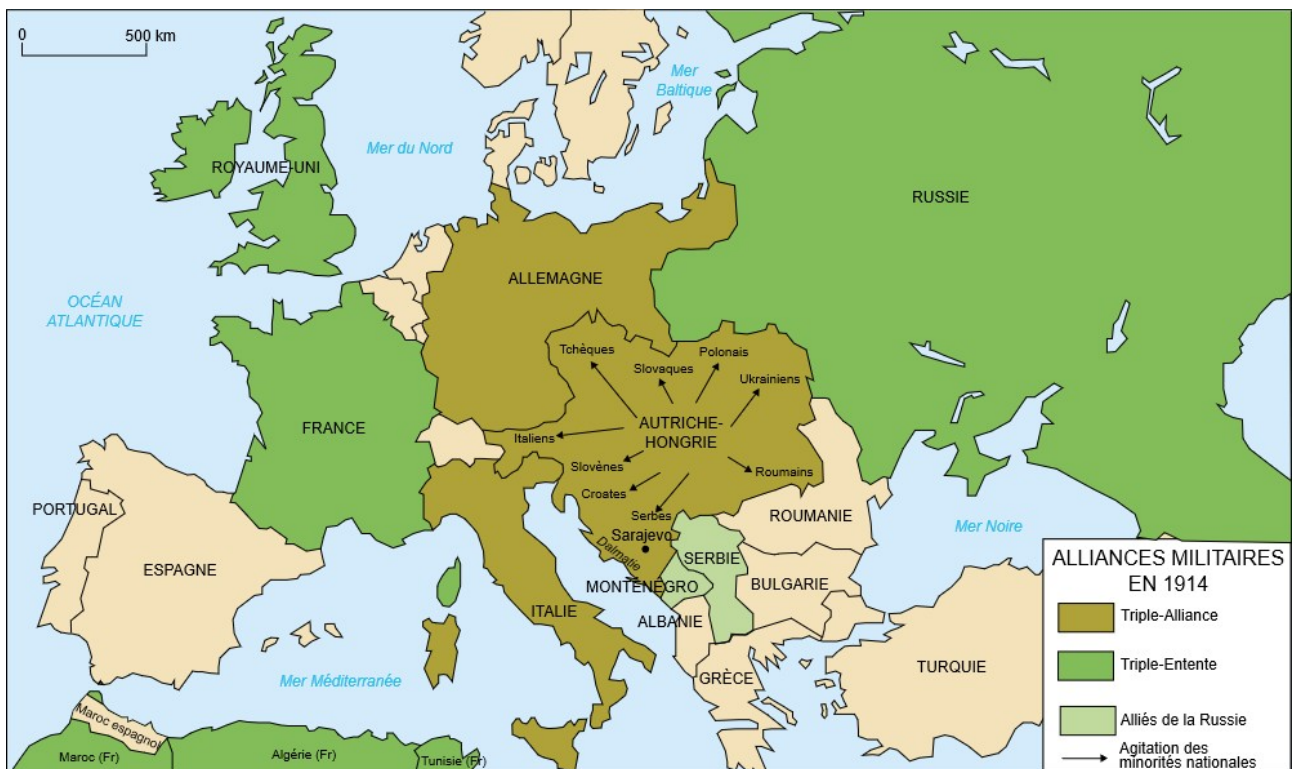 0 500 km
Mer
Baltique
Mer du Nord
ROYAUME-UNI
RUSSIE
ALLEMAGNE
OCÉAN
ATLANTIQUE
Tchèques
Polonais
Slovaques
Ukrainiens
AUTRICHE-
HONGRIE
FRANCE
Italiens
Slovènes
Roumains
Croates
Serbes
ROUMANIE
PORTUGAL
Mer Noire
Sarajevo
Dalmatie
SERBIE
ESPAGNE
BULGARIE
MONTÉNÉGRO
ITALIE
ALBANIE
GRÈCE
TURQUIE
Mer Méditerranée
Maroc espagnol
Maroc (Fr)
Algérie (Fr)
Tunisie (Fr)
ALLIANCES MILITAIRES
EN 1914
Triple-Alliance
Triple-Entente
Alliés de la Russie
Agitation des
minorités nationales